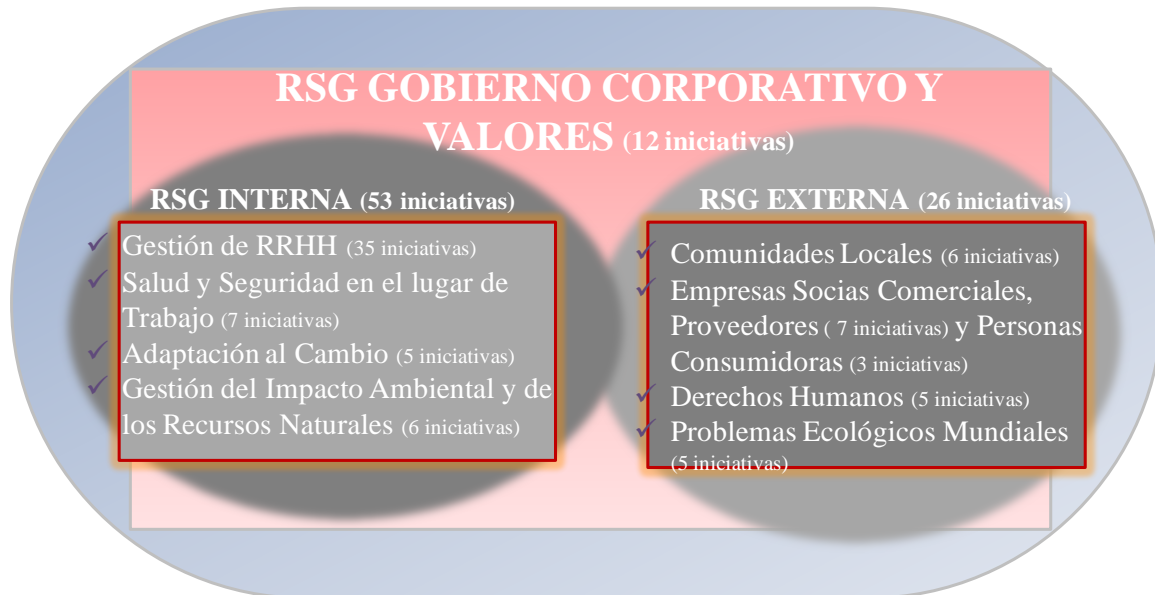 RSG GOBIERNO CORPORATIVO Y
VALORES (12 iniciativas)
RSG INTERNA (53 iniciativas)
✓ Gestión de RRHH (35 iniciativas)
✓ Salud y Seguridad en el lugar de
Trabajo (7 iniciativas)
✓ Adaptación al Cambio (5 iniciativas)
✓ Gestión del Impacto Ambiental y de
los Recursos Naturales (6 iniciativas)
RSG EXTERNA (26 iniciativas)
✓ Comunidades Locales (6 iniciativas)
✓ Empresas Socias Comerciales,
Proveedores ( 7 iniciativas) y Personas
Consumidoras (3 iniciativas)
✓ Derechos Humanos (5 iniciativas)
✓ Problemas Ecológicos Mundiales
(5 iniciativas)